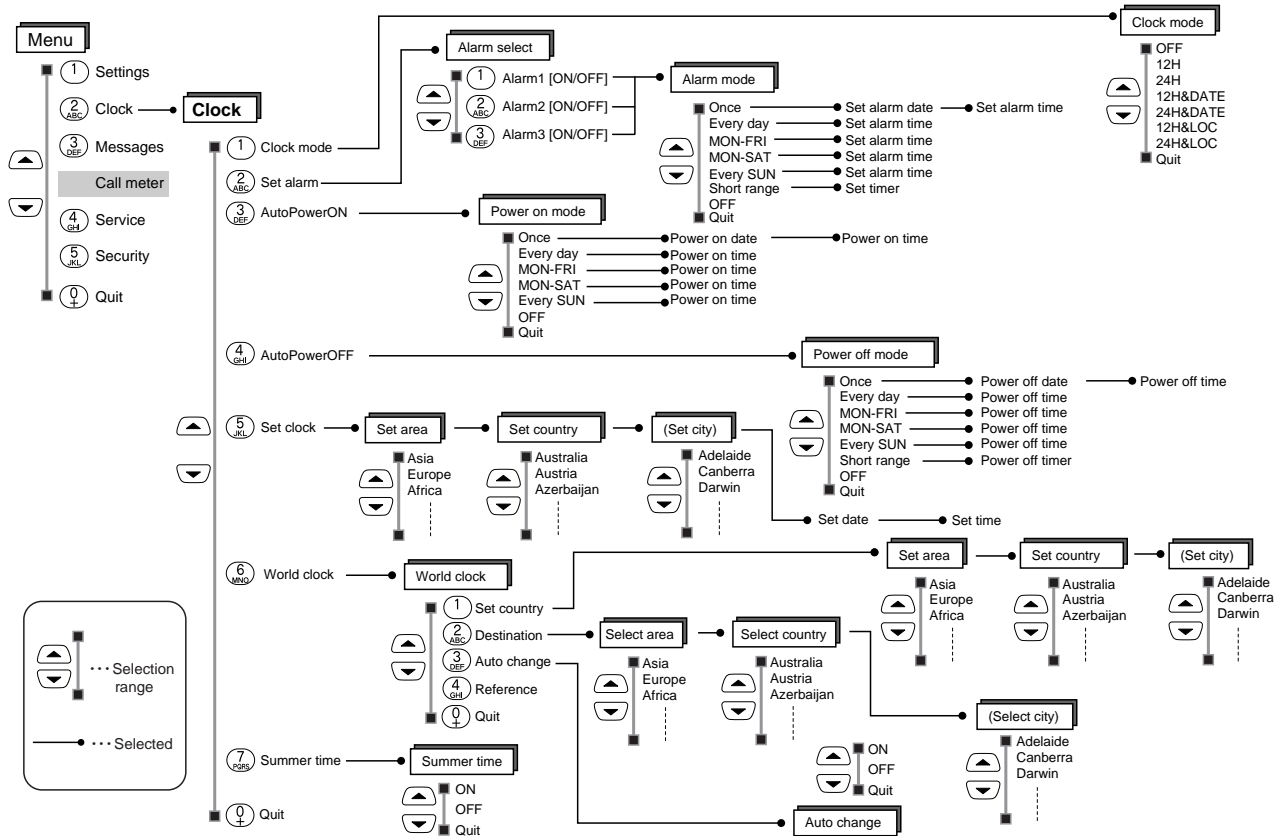 Menu
1 Settings
2 ABC Clock
3 DEF Messages
Call meter
4 GHI Service
5 JKL Security
0 + Quit
Clock
1 Clock mode
2 ABC Set alarm
3 DEF AutoPowerON
4 GHI AutoPowerOFF
5 JKL Set clock
6 MNO World clock
7 PQRS Summer time
0 + Quit
Clock mode
OFF
12H
24H
12H&DATE
24H&DATE
12H&LOC
24H&LOC
Quit
Alarm select
1 Alarm1 [ON/OFF]
2 ABC Alarm2 [ON/OFF]
3 DEF Alarm3 [ON/OFF]
Alarm mode
Once Set alarm date Set alarm time
Every day Set alarm time
MON-FRI Set alarm time
MON-SAT Set alarm time
Every SUN Set alarm time
Short range Set timer
OFF
Quit
Power on mode
Once Power on date Power on time
Every day Power on time
MON-FRI Power on time
MON-SAT Power on time
Every SUN Power on time
OFF
Quit
Power off mode
Once Power off date Power off time
Every day Power off time
MON-FRI Power off time
MON-SAT Power off time
Every SUN Power off time
Short range Power off timer
OFF
Quit
Set area
Asia
Europe
Africa
Set country
Australia
Austria
Azerbaijan
(Set city)
Adelaide
Canberra
Darwin
Set date Set time
World clock
1 Set country
2 ABC Destination
3 DEF Auto change
4 GHI Reference
0 + Quit
Set area
Asia
Europe
Africa
Set country
Australia
Austria
Azerbaijan
(Set city)
Adelaide
Canberra
Darwin
Select area
Asia
Europe
Africa
Select country
Australia
Austria
Azerbaijan
(Select city)
Adelaide
Canberra
Darwin
ON
OFF
Quit
Auto change
Summer time
ON
OFF
Quit
···Selection
range
···Selected